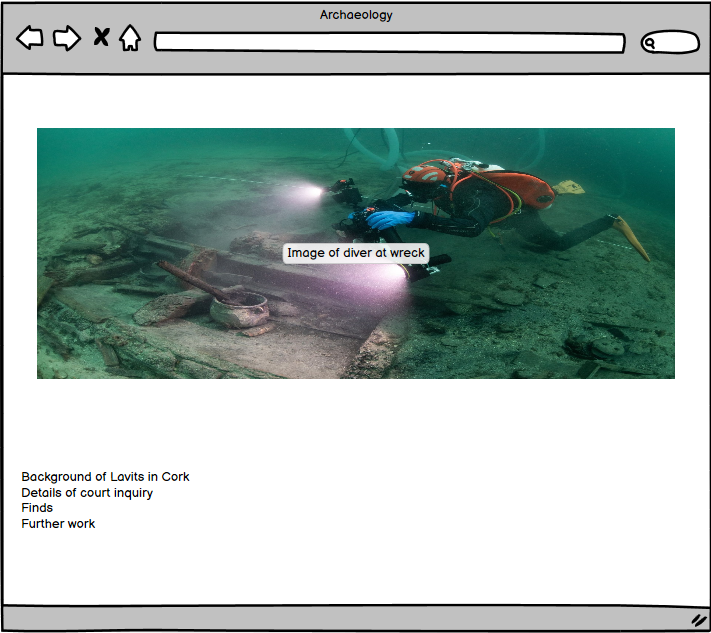 Archaeology
Image of diver at wreck
Background of Lavits in Cork
Details of court inquiry
Finds
Further work